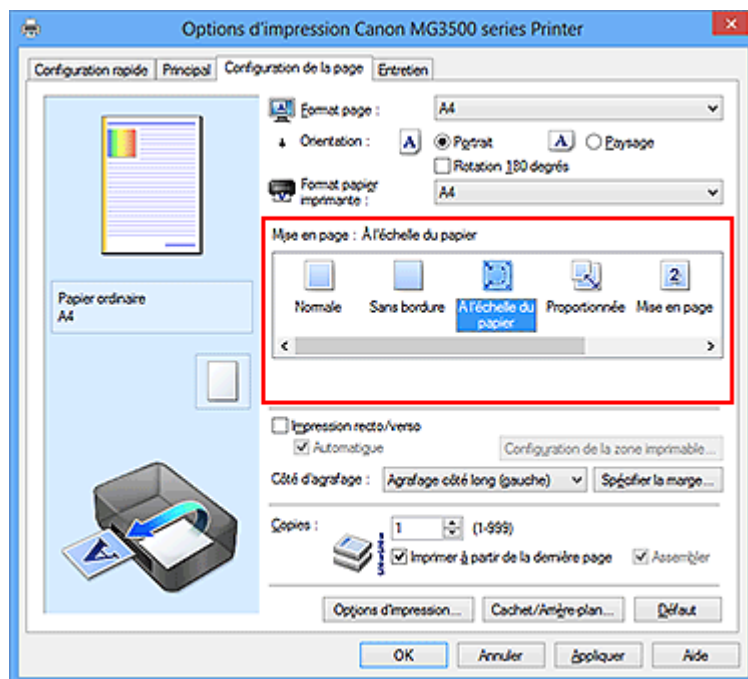 Options d'impression Canon MG3500 series Printer
Configuration rapide Principal Configuration de la page Entretien
Format page : A4
Orientation : A Portrait A Paysage
Rotation 180 degrés
Format papier
imprimante : A4
Mise en page : À l'échelle du papier
2
Normale Sans bordure À l'échelle du
papier Proportionnée Mise en page
Papier ordinaire
A4
Impression recto/verso
Automatique Configuration de la zone imprimable...
Côté d'agrafage : Agrafage côté long (gauche) Spécifier la marge...
Copies : 1 (1-999)
Imprimer à partir de la dernière page Assembler
Options d'impression... Cachet/Arrière-plan... Défaut
OK Annuler Appliquer Aide